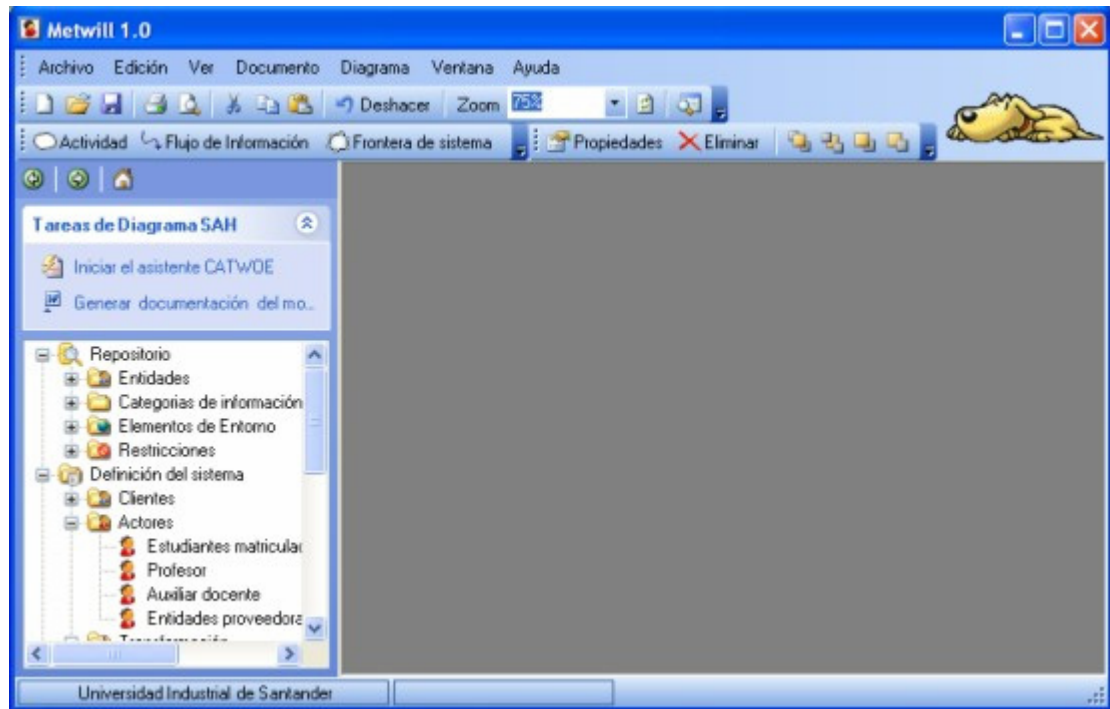 Metwill 1.0
Archivo Edición Ver Documento Diagrama Ventana Ayuda
Deshacer Zoom 75%
Actividad Flujo de Información Frontera de sistema Propiedades Eliminar
Tareas de Diagrama SAH
Iniciar el asistente CATWOE
Generar documentación del mo...
Repositorio
Entidades
Categorias de información
Elementos de Entorno
Restricciones
Definición del sistema
Clientes
Actores
Estudiantes matriculac
Profesor
Auxiliar docente
Entidades proveedora
Transformación
Universidad Industrial de Santander